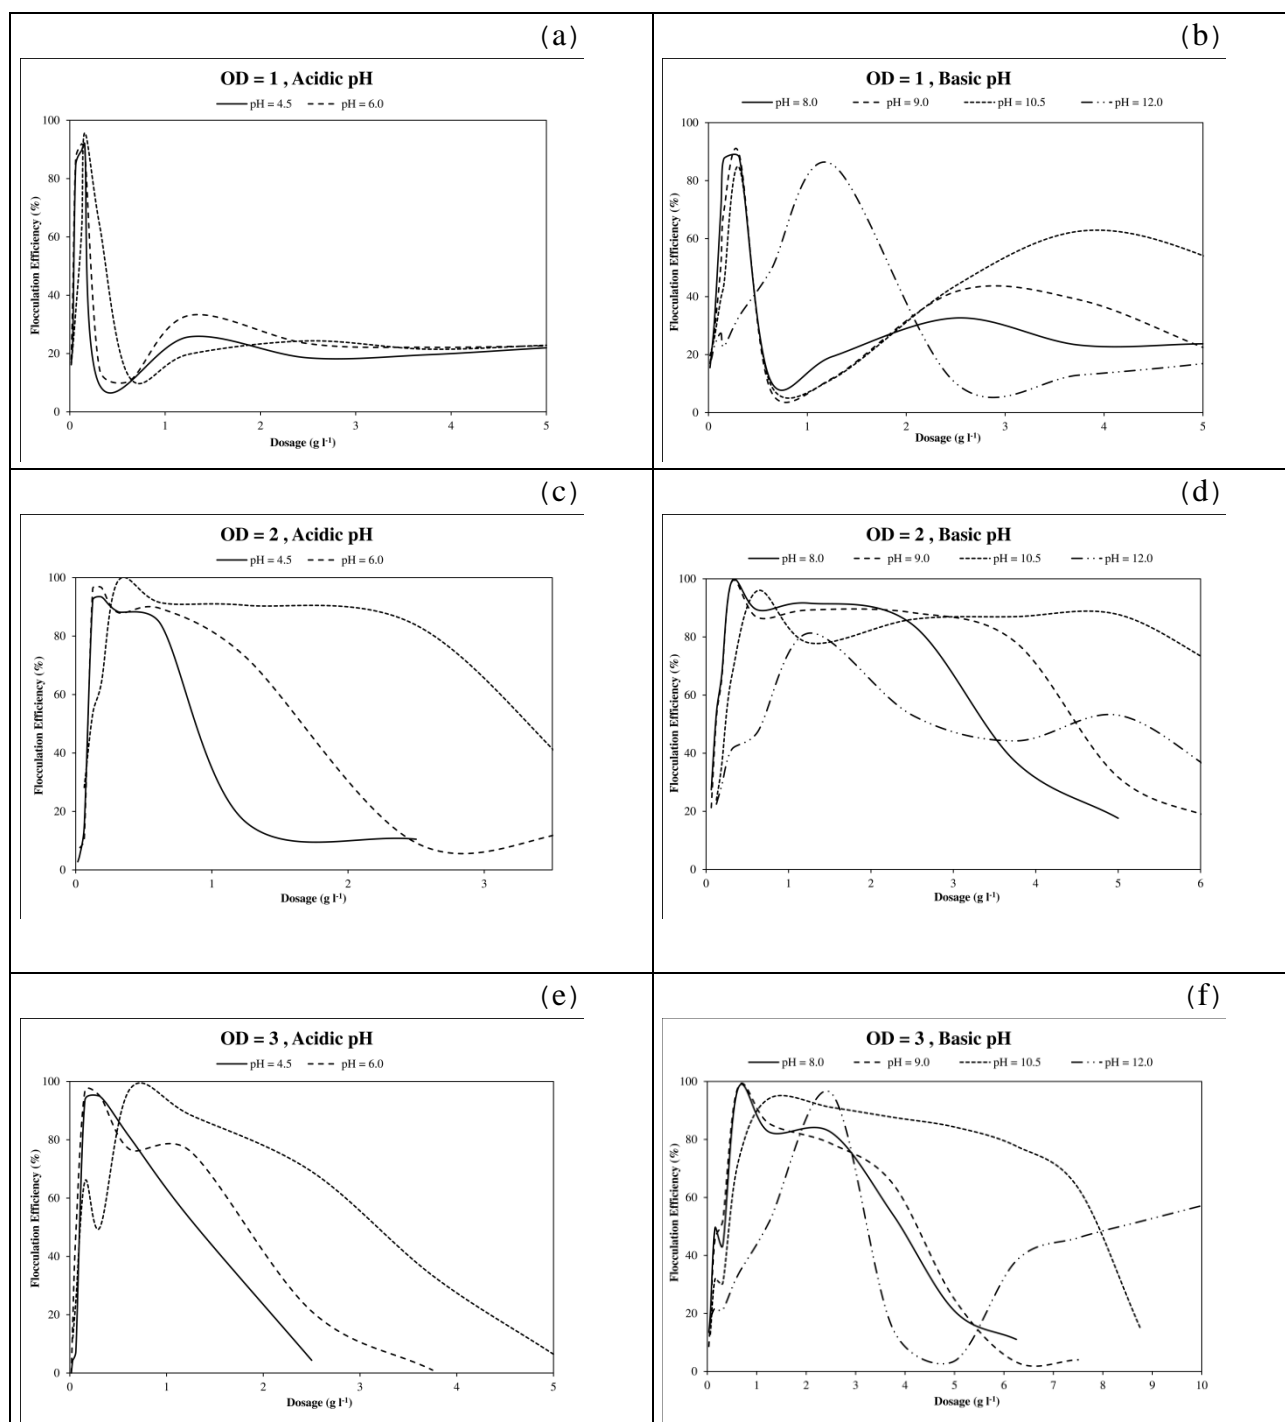 (a)
OD = 1 , Acidic pH
pH = 4.5 pH = 6.0
Flocculation Efficiency (%)
100
80
60
40
20
0
0 1 2 3 4 5
Dosage (g l-1)
(b)
OD = 1 , Basic pH
pH = 8.0 pH = 9.0 pH = 10.5 pH = 12.0
Flocculation Efficiency (%)
100
80
60
40
20
0
0 1 2 3 4 5
Dosage (g l-1)
(c)
OD = 2 , Acidic pH
pH = 4.5 pH = 6.0
Flocculation Efficiency (%)
100
80
60
40
20
0
0 1 2 3
Dosage (g l-1)
(d)
OD = 2 , Basic pH
pH = 8.0 pH = 9.0 pH = 10.5 pH = 12.0
Flocculation Efficiency (%)
100
80
60
40
20
0
0 1 2 3 4 5 6
Dosage (g l-1)
(e)
OD = 3 , Acidic pH
pH = 4.5 pH = 6.0
Flocculation Efficiency (%)
100
80
60
40
20
0
0 1 2 3 4 5
Dosage (g l-1)
(f)
OD = 3 , Basic pH
pH = 8.0 pH = 9.0 pH = 10.5 pH = 12.0
Flocculation Efficiency (%)
100
80
60
40
20
0
0 1 2 3 4 5 6 7 8 9 10
Dosage (g l-1)